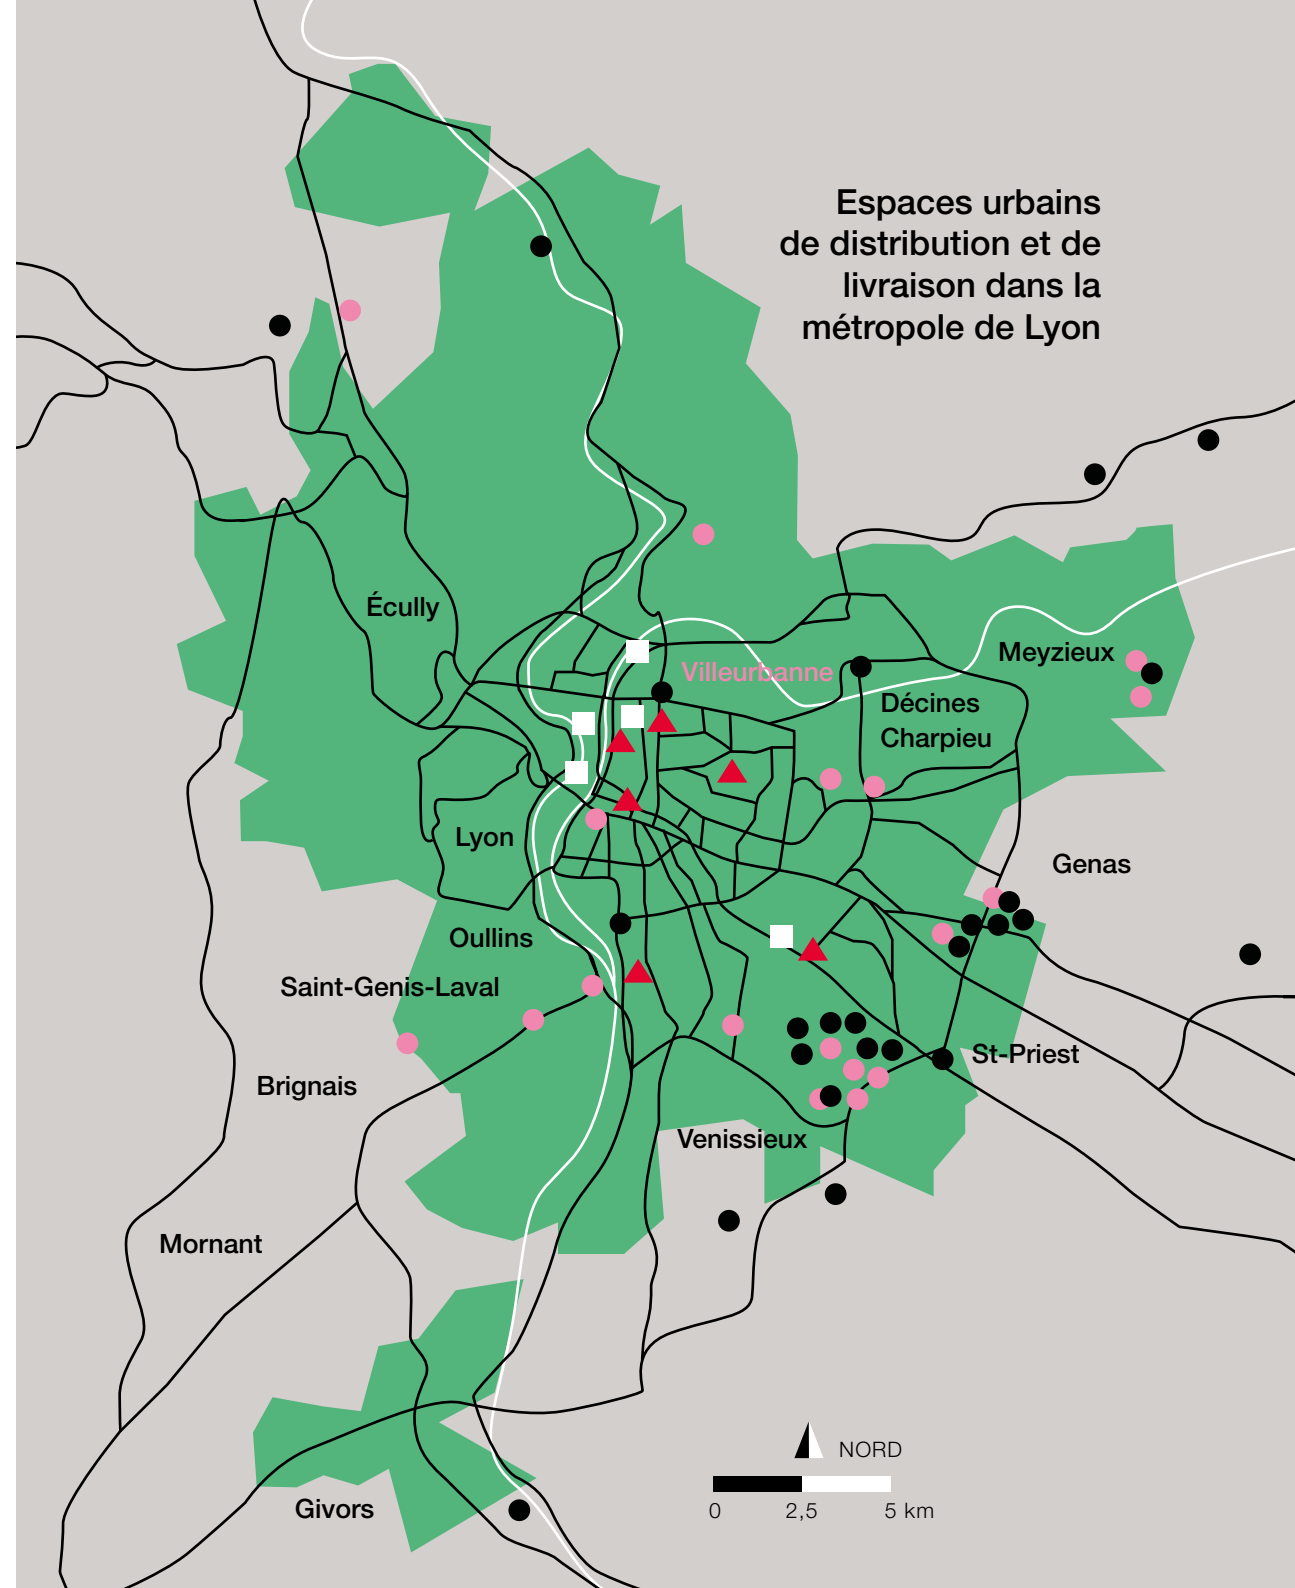 Espaces urbains
de distribution et de
livraison dans la
métropole de Lyon
Écully
Villeurbanne
Meyzieux
Décines
Charpieu
Lyon
Genas
Oullins
Saint-Genis-Laval
St-Priest
Brignais
Venissieux
Mornant
NORD
0 2,5 5 km
Givors